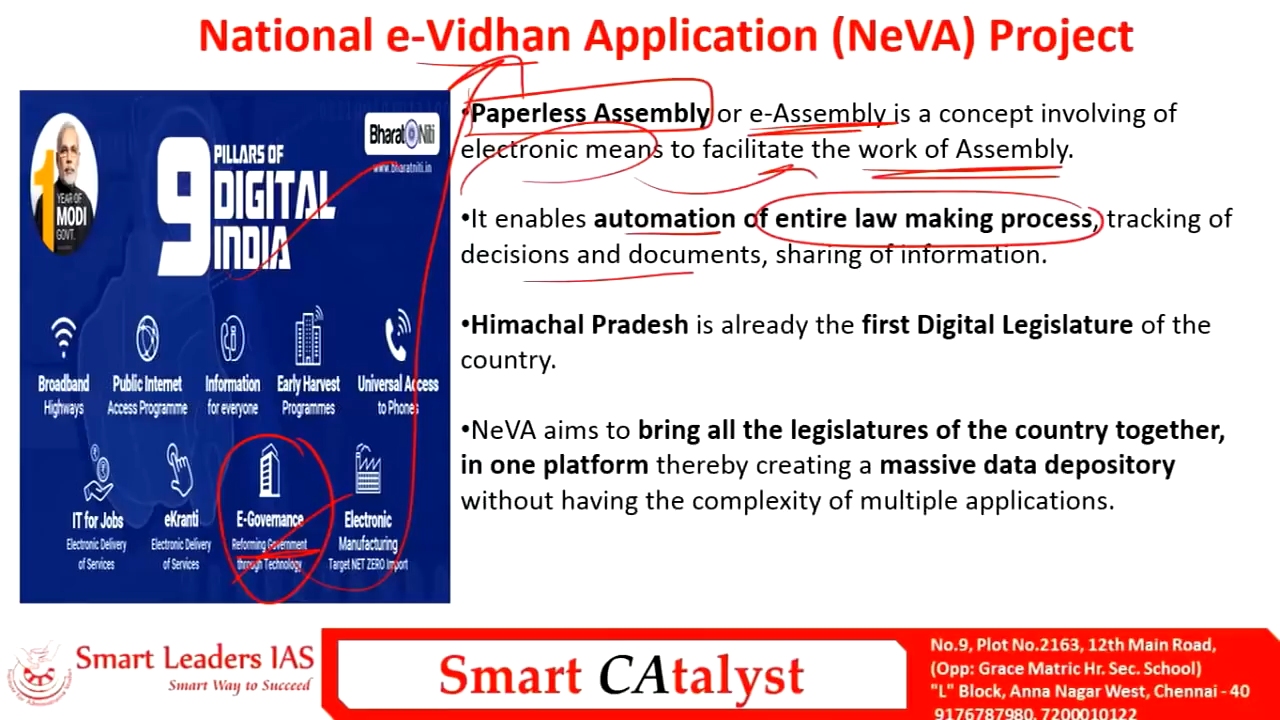 National e-Vidhan Application (NeVA) Project
1
YEAR OF
MODI
GOVT.
Bharat Niti
www.bharatniti.in
9
PILLARS OF
DIGITAL
INDIA
Broadband
Highways
Public Internet
Access Programme
Information
for everyone
Early Harvest
Programmes
Universal Access
to Phones
IT for Jobs
Electronic Delivery
of Services
eKranti
Electronic Delivery
of Services
E-Governance
Reforming Government
through Technology
Electronic
Manufacturing
Target NET ZERO Import
•Paperless Assembly or e-Assembly is a concept involving of
electronic means to facilitate the work of Assembly.
•It enables automation of entire law making process, tracking of
decisions and documents, sharing of information.
•Himachal Pradesh is already the first Digital Legislature of the
country.
•NeVA aims to bring all the legislatures of the country together,
in one platform thereby creating a massive data depository
without having the complexity of multiple applications.
Smart Leaders IAS
Smart Way to Succeed
Smart CAtalyst
No.9, Plot No.2163, 12th Main Road,
(Opp: Grace Matric Hr. Sec. School)
"L" Block, Anna Nagar West, Chennai - 40
9176787980, 7200010122